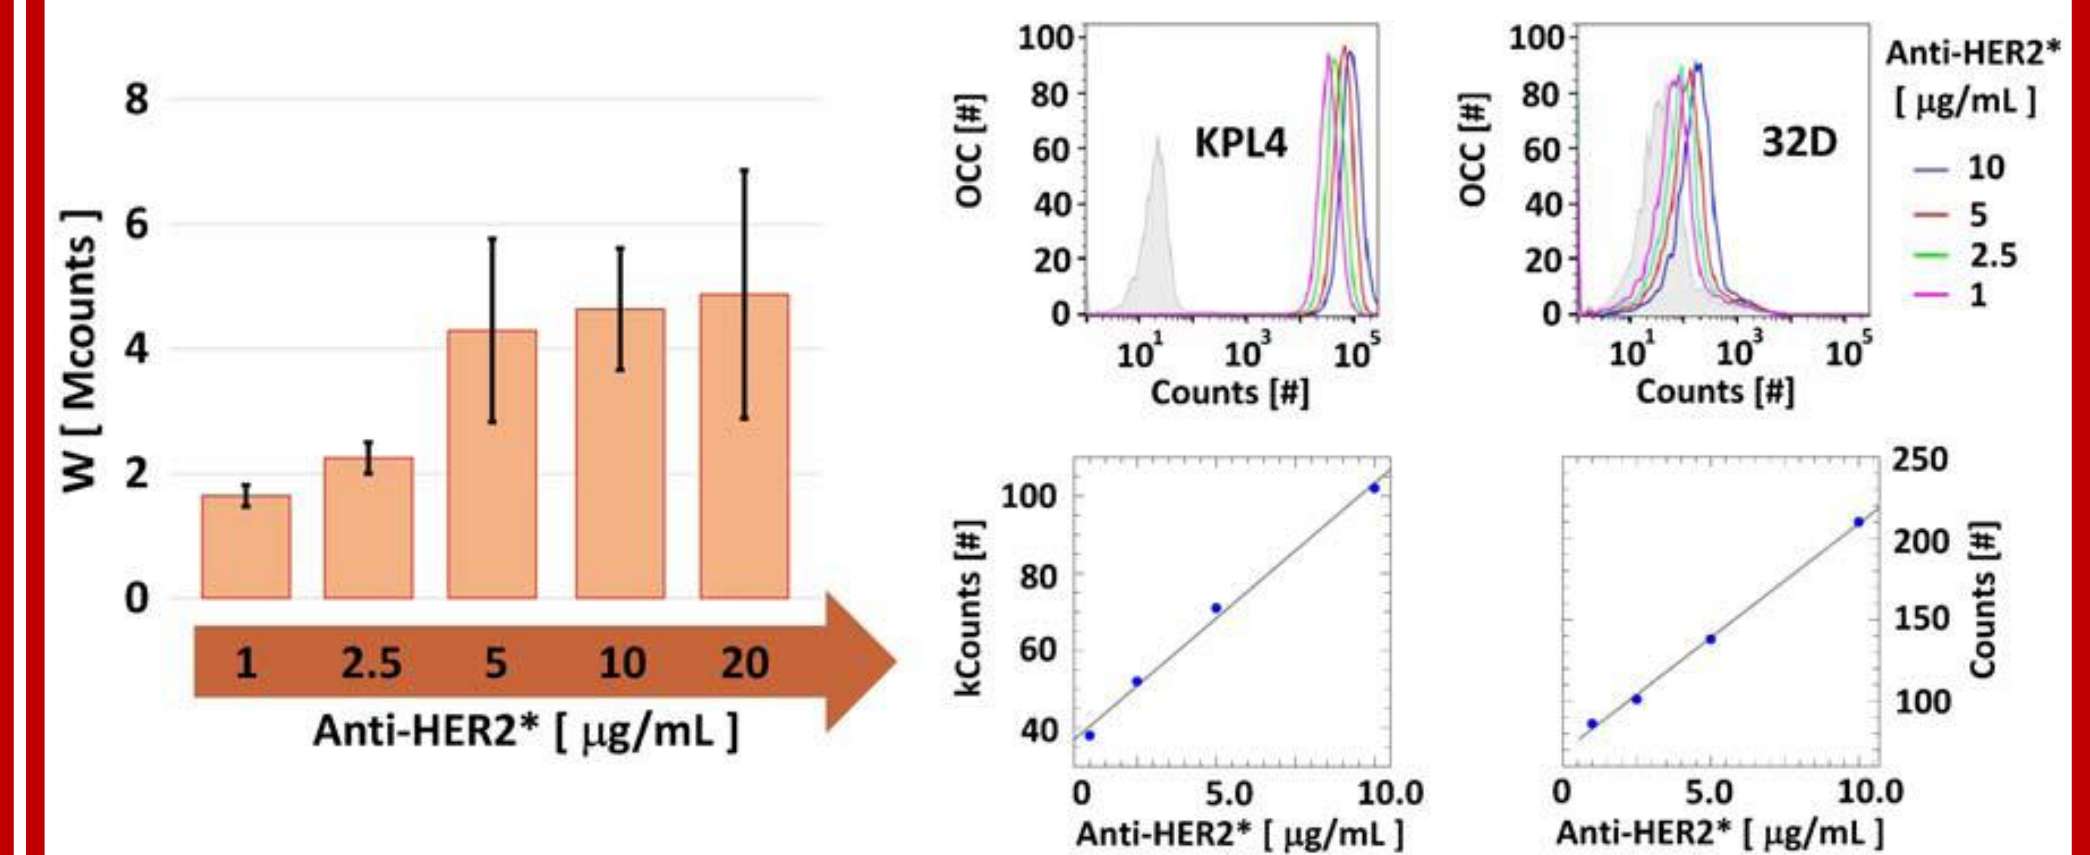 8
6
4
2
0
W [ Mcounts ]
1 2.5 5 10 20
Anti-HER2* [ μg/mL ]
100
80
60
40
20
0
OCC [#]
KPL4
10¹ 10³ 10⁵
Counts [#]
100
80
60
40
20
0
OCC [#]
32D
10¹ 10³ 10⁵
Counts [#]
Anti-HER2*
[ μg/mL ]
10
5
2.5
1
100
80
60
40
kCounts [#]
0 5.0 10.0
Anti-HER2* [ μg/mL ]
250
200
150
100
Counts [#]
0 5.0 10.0
Anti-HER2* [ μg/mL ]